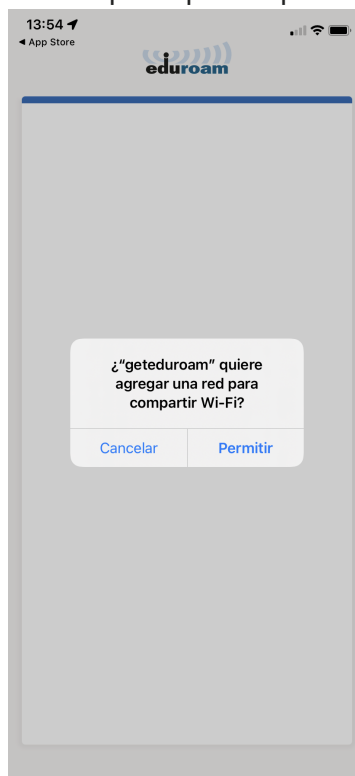 13:54
◀ App Store
eduroam
¿“geteduroam” quiere
agregar una red para
compartir Wi-Fi?
Cancelar
Permitir